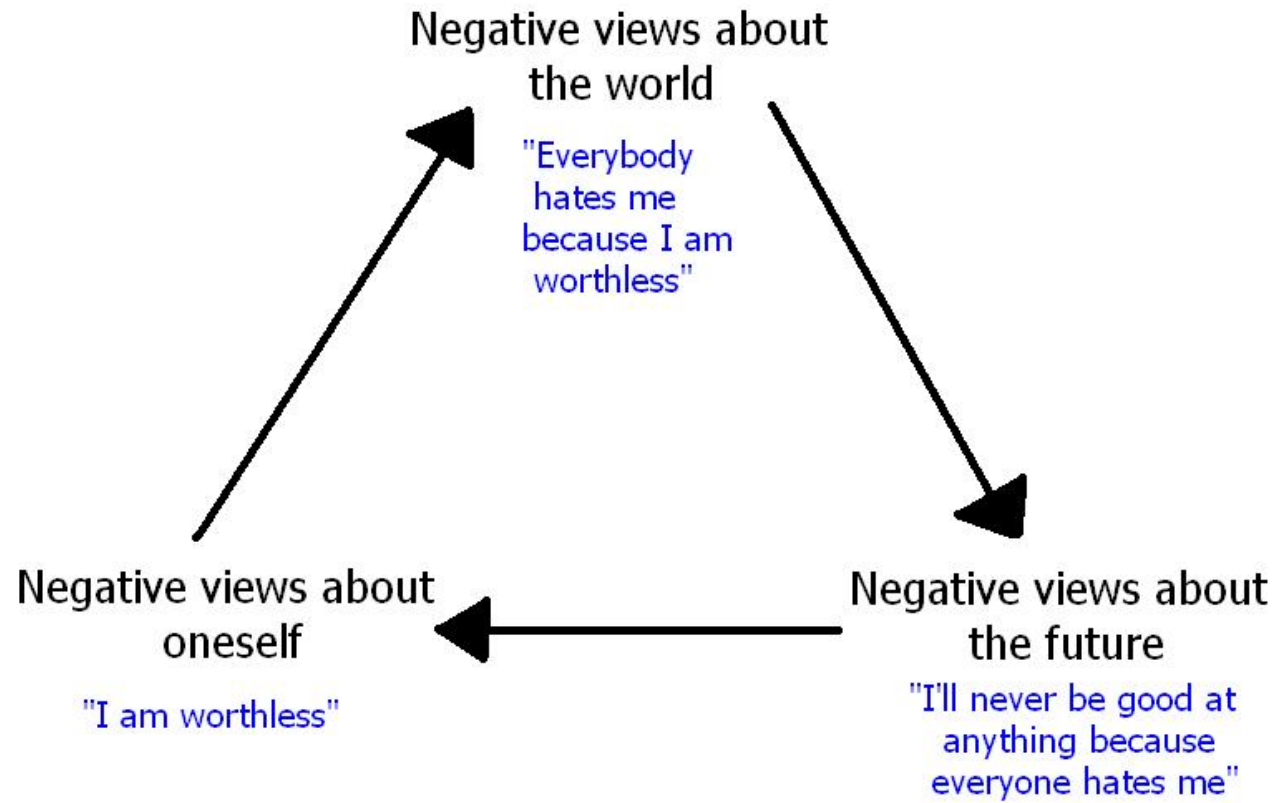 Negative views about
the world
"Everybody
hates me
because I am
worthless"
Negative views about
oneself
"I am worthless"
Negative views about
the future
"I'll never be good at
anything because
everyone hates me"